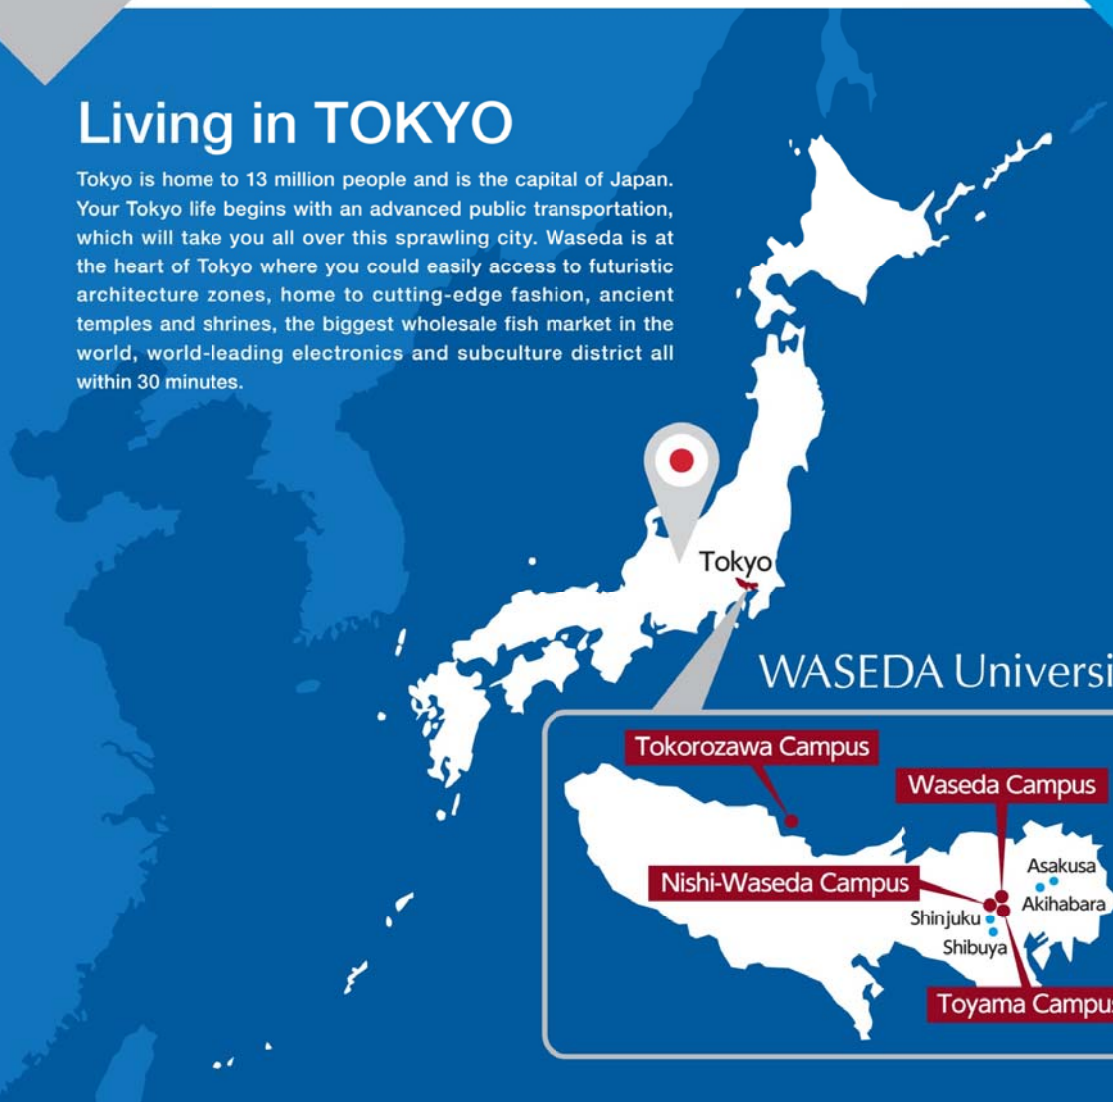 Living in TOKYO
Tokyo is home to 13 million people and is the capital of Japan.
Your Tokyo life begins with an advanced public transportation,
which will take you all over this sprawling city. Waseda is at
the heart of Tokyo where you could easily access to futuristic
architecture zones, home to cutting-edge fashion, ancient
temples and shrines, the biggest wholesale fish market in the
world, world-leading electronics and subculture district all
within 30 minutes.
Tokyo
WASEDA Universi
Tokorozawa Campus
Waseda Campus
Asakusa
Nishi-Waseda Campus
Akihabara
Shinjuku
Shibuya
Toyama Campus